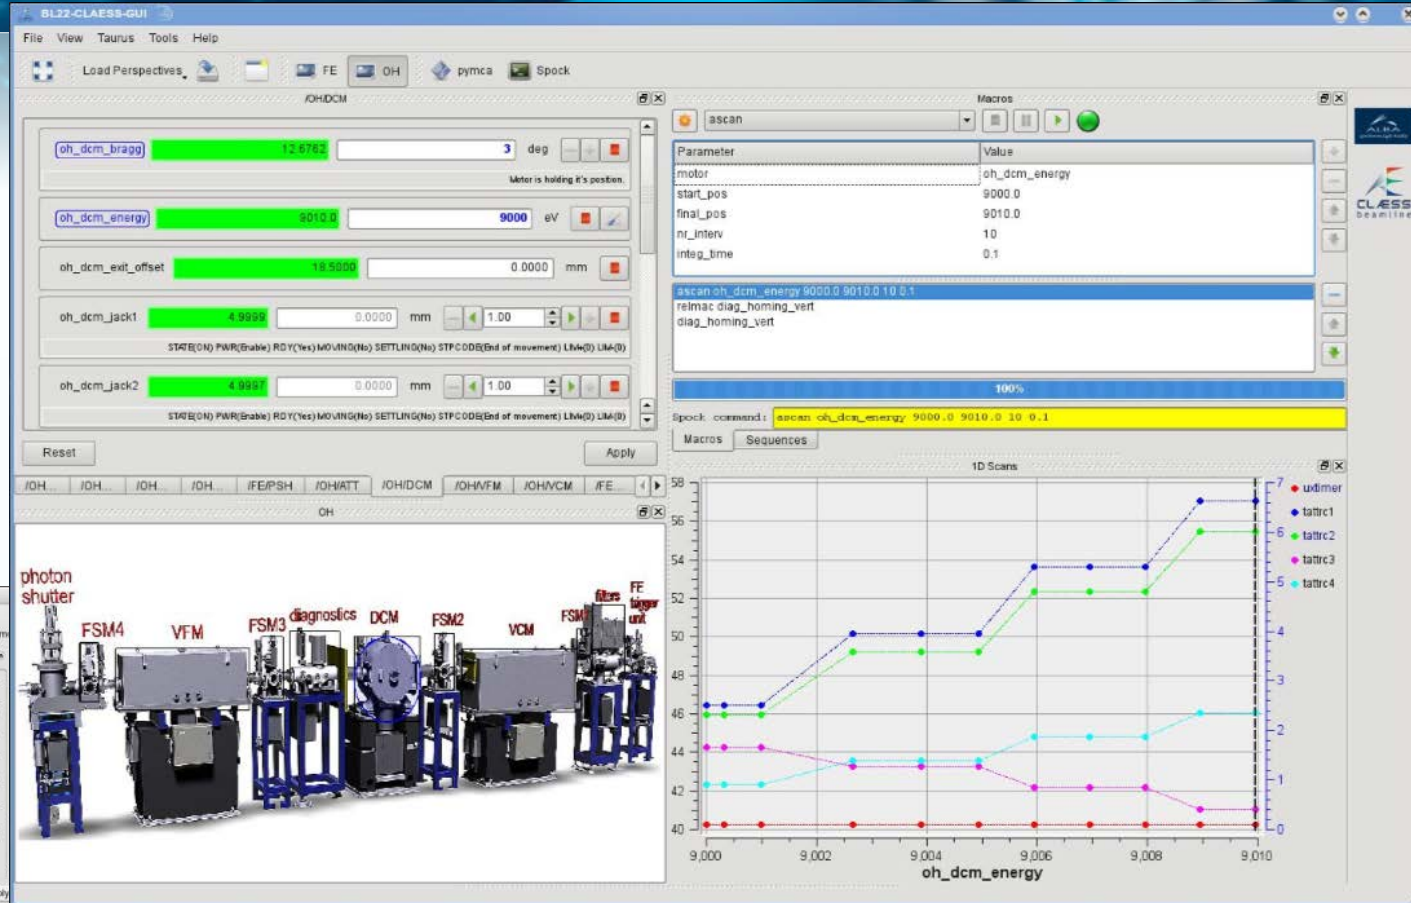 BL22-CLAESS-GUI
File View Taurus Tools Help
Load Perspectives FE OH pymca Spock
/OH/DCM
oh_dcm_bragg 12.6762 3 deg
Motor is holding it's position.
oh_dcm_energy 9010.0 9000 eV
oh_dcm_exit_offset 18.5000 0.0000 mm
oh_dcm_jack1 4.9999 0.0000 mm 1.00
STATE(ON) PWR(Enable) RDY(Yes) MOVING(No) SETTLING(No) STPCODE(End of movement) LIM+(0) LIM-(0)
oh_dcm_jack2 4.9997 0.0000 mm 1.00
STATE(ON) PWR(Enable) RDY(Yes) MOVING(No) SETTLING(No) STPCODE(End of movement) LIM+(0) LIM-(0)
Reset Apply
/OH... /OH... /OH... /OH... /FE/PSH /OH/ATT /OH/DCM /OH/VFM /OH/VCM /FE...
OH
photon
shutter
FSM4
VFM
FSM3
diagnostics
DCM
FSM2
VCM
FSM1
filters
FE
trigger
unit
Macros
ascan
Parameter Value
motor oh_dcm_energy
start_pos 9000.0
final_pos 9010.0
nr_interv 10
integ_time 0.1
ascan oh_dcm_energy 9000.0 9010.0 10 0.1
relmac diag_homing_vert
diag_homing_vert
100%
Spock command: ascan oh_dcm_energy 9000.0 9010.0 10 0.1
Macros Sequences
1D Scans
58
56
54
52
50
48
46
44
42
40
7
6
5
4
3
2
1
0
uxtimer
tattrc1
tattrc2
tattrc3
tattrc4
9,000 9,002 9,004 9,006 9,008 9,010
oh_dcm_energy
ALBA
CLÆSS
beamline